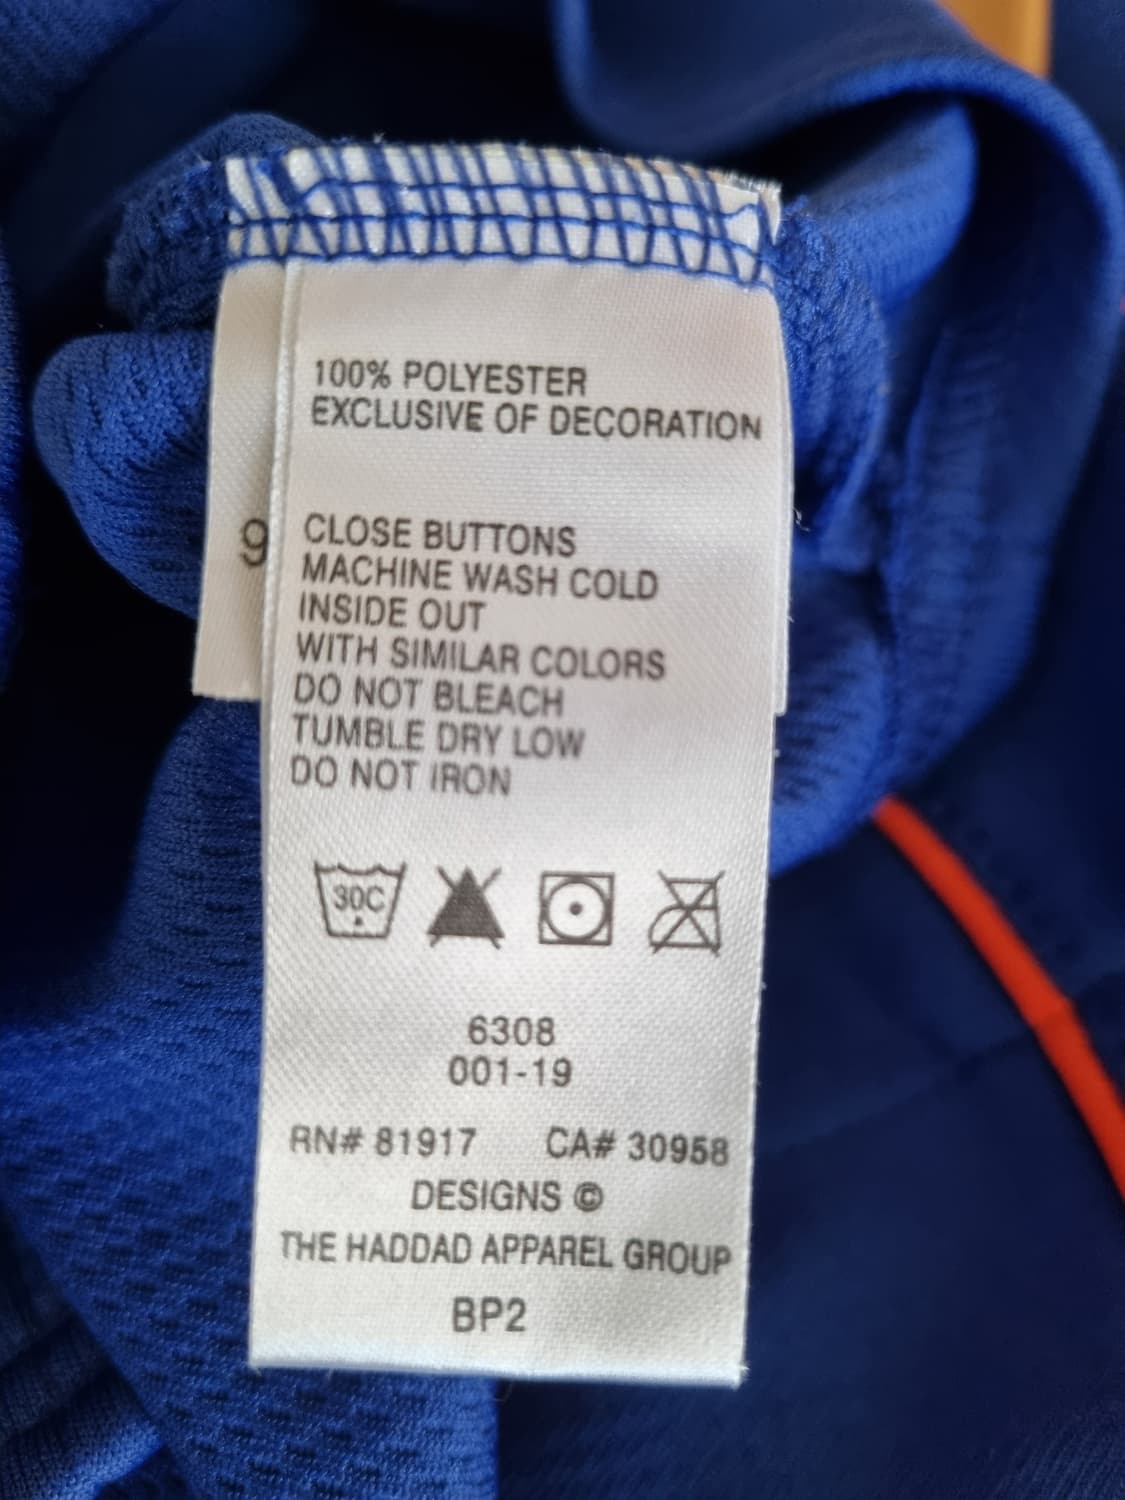 100% POLYESTER
EXCLUSIVE OF DECORATION
9
CLOSE BUTTONS
MACHINE WASH COLD
INSIDE OUT
WITH SIMILAR COLORS
DO NOT BLEACH
TUMBLE DRY LOW
DO NOT IRON
30C
6308
001-19
RN# 81917 CA# 30958
DESIGNS ©
THE HADDAD APPAREL GROUP
BP2